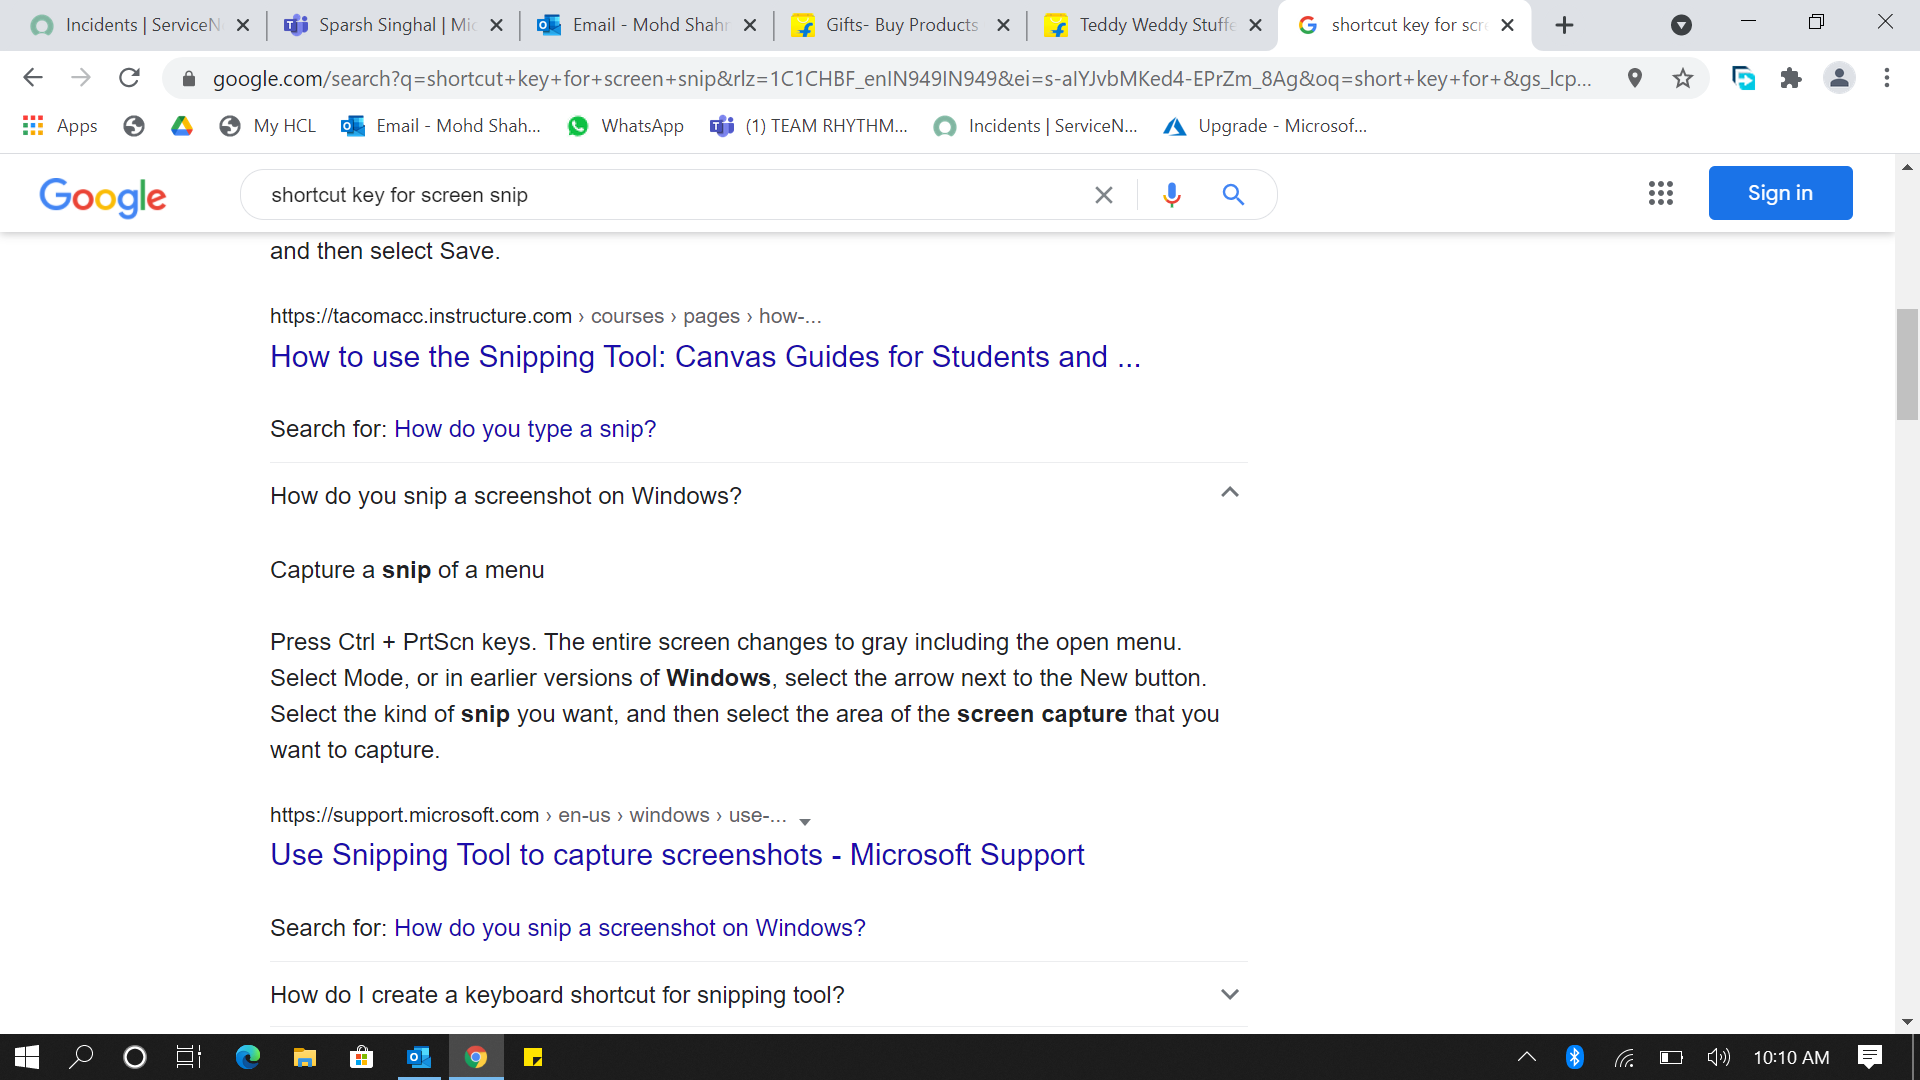 Incidents | ServiceN
Sparsh Singhal | Mic
Email - Mohd Shahr
Gifts- Buy Products
Teddy Weddy Stuffe
shortcut key for scre
google.com/search?q=shortcut+key+for+screen+snip&rlz=1C1CHBF_enIN949IN949&ei=s-aIYJvbMKed4-EPrZm_8Ag&oq=short+key+for+&gs_lcp...
Apps
My HCL
Email - Mohd Shah...
WhatsApp
(1) TEAM RHYTHM...
Incidents | ServiceN...
Upgrade - Microsof...
Google
shortcut key for screen snip
Sign in
and then select Save.
https://tacomacc.instructure.com › courses › pages › how-...
How to use the Snipping Tool: Canvas Guides for Students and ...
Search for: How do you type a snip?
How do you snip a screenshot on Windows?
Capture a snip of a menu
Press Ctrl + PrtScn keys. The entire screen changes to gray including the open menu.
Select Mode, or in earlier versions of Windows, select the arrow next to the New button.
Select the kind of snip you want, and then select the area of the screen capture that you
want to capture.
https://support.microsoft.com › en-us › windows › use-...
Use Snipping Tool to capture screenshots - Microsoft Support
Search for: How do you snip a screenshot on Windows?
How do I create a keyboard shortcut for snipping tool?
10:10 AM